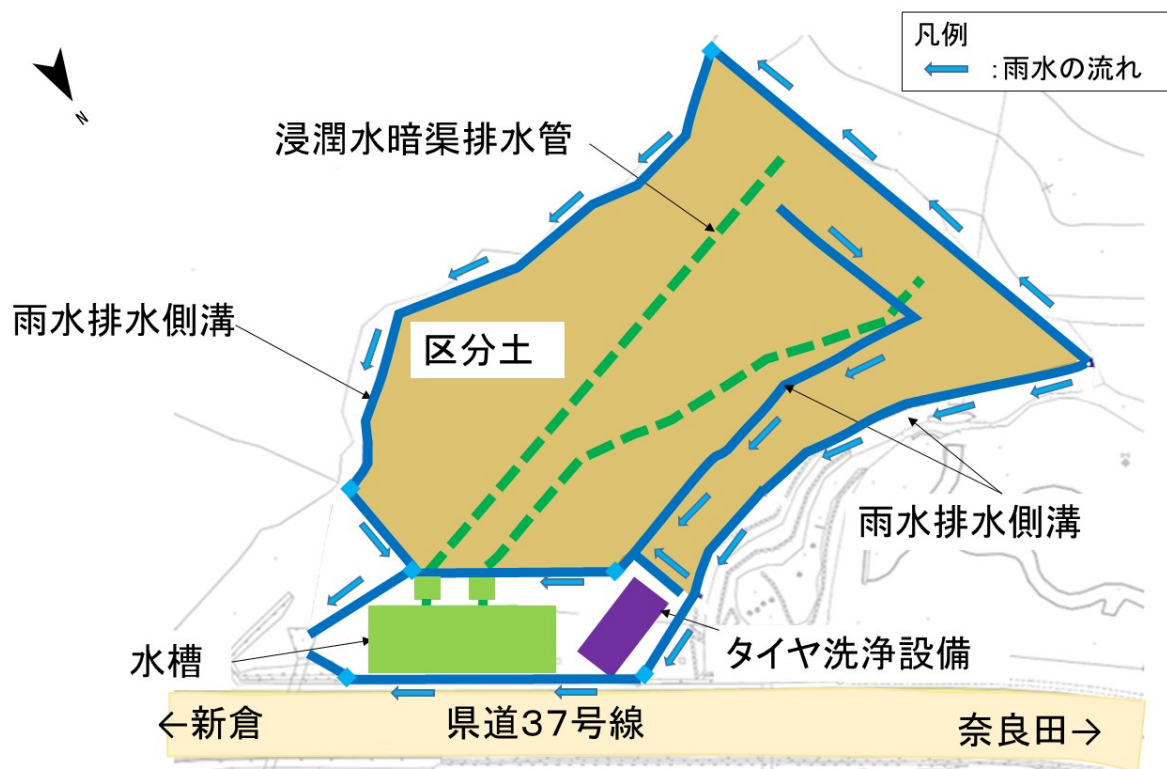 凡例
:雨水の流れ
N
浸潤水暗渠排水管
雨水排水側溝
区分土
雨水排水側溝
水槽
タイヤ洗浄設備
←新倉
県道37号線
奈良田→